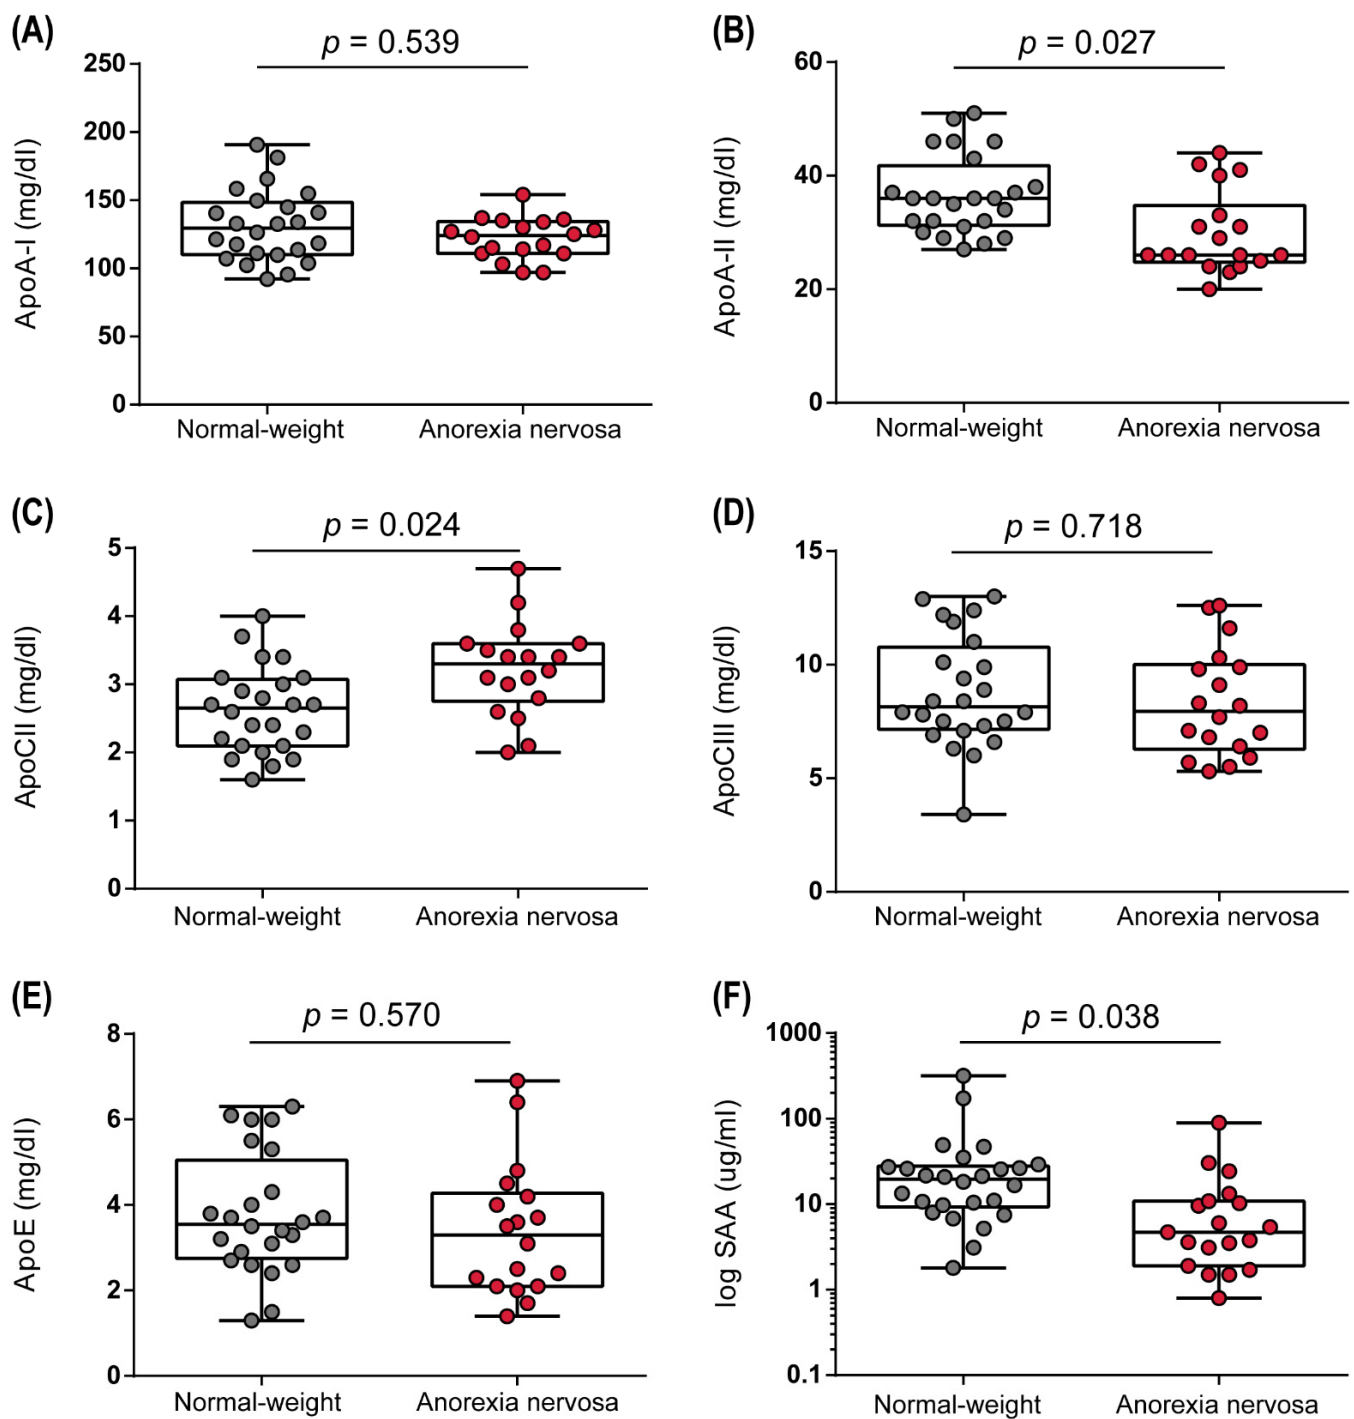 (A)
p = 0.539
ApoA-I (mg/dl)
250
200
150
100
50
0
Normal-weight
Anorexia nervosa
(B)
p = 0.027
ApoA-II (mg/dl)
60
40
20
0
Normal-weight
Anorexia nervosa
(C)
p = 0.024
ApoCII (mg/dl)
5
4
3
2
1
0
Normal-weight
Anorexia nervosa
(D)
p = 0.718
ApoCIII (mg/dl)
15
10
5
0
Normal-weight
Anorexia nervosa
(E)
p = 0.570
ApoE (mg/dl)
8
6
4
2
0
Normal-weight
Anorexia nervosa
(F)
p = 0.038
log SAA (ug/ml)
1000
100
10
1
0.1
Normal-weight
Anorexia nervosa